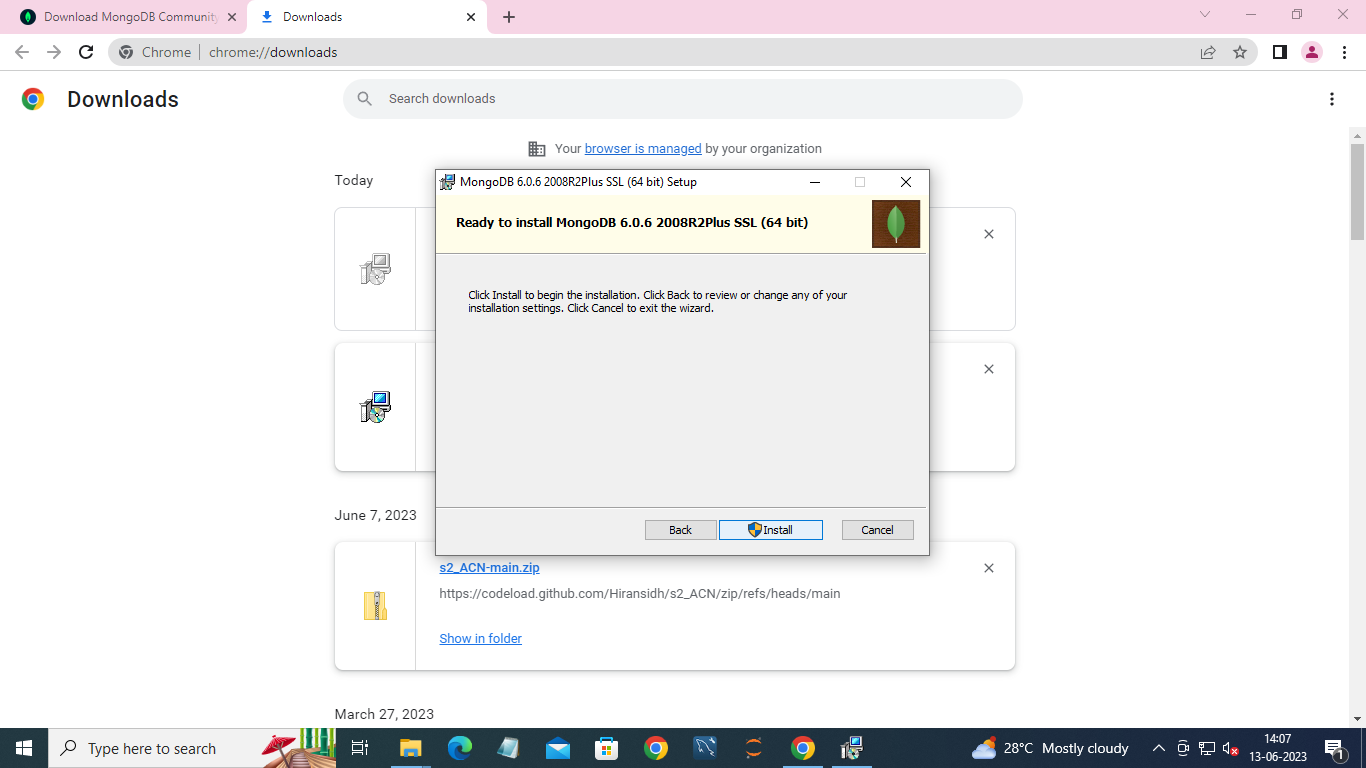 Download MongoDB Community
Downloads
Chrome
chrome://downloads
Downloads
Search downloads
Your browser is managed by your organization
Today
MongoDB 6.0.6 2008R2Plus SSL (64 bit) Setup
Ready to install MongoDB 6.0.6 2008R2Plus SSL (64 bit)
Click Install to begin the installation. Click Back to review or change any of your
installation settings. Click Cancel to exit the wizard.
Back
Install
Cancel
June 7, 2023
s2_ACN-main.zip
https://codeload.github.com/Hiransidh/s2_ACN/zip/refs/heads/main
Show in folder
March 27, 2023
Type here to search
28°C Mostly cloudy
14:07
13-06-2023
1